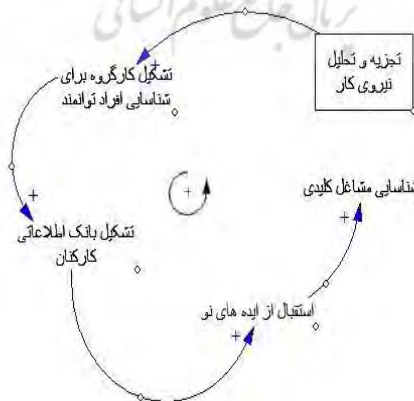 تجزیه و تحلیل
نیروی کار
تشکیل کارگروه برای
شناسایی افراد توانمند
تشکیل بانک اطلاعاتی
کارکنان
استقبال از ایده های نو
شناسایی مشاغل کلیدی
+
+
+
+
+